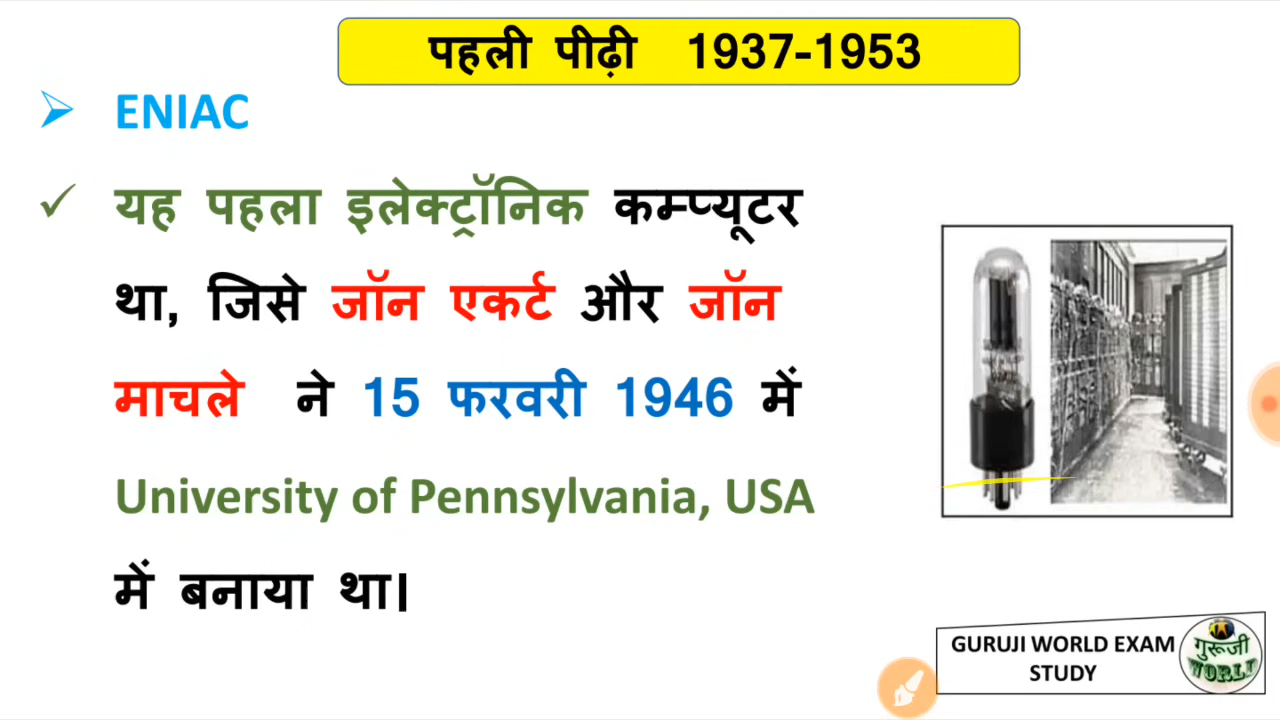 पहली पीढ़ी 1937-1953
ENIAC
यह पहला इलेक्ट्रॉनिक कम्प्यूटर
था, जिसे जॉन एकर्ट और जॉन
माचले ने 15 फरवरी 1946 में
University of Pennsylvania, USA
में बनाया था।
GURUJI WORLD EXAM
STUDY
गुरूजी
WORLD